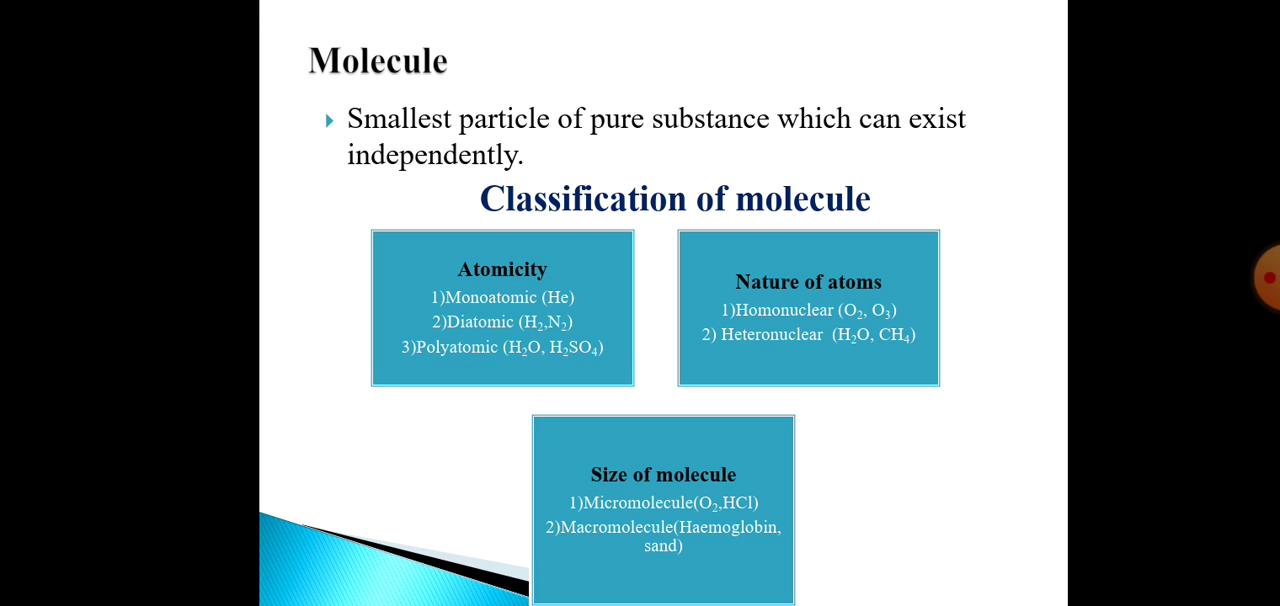 Molecule
Smallest particle of pure substance which can exist
independently.
Classification of molecule
Atomicity
1)Monoatomic (He)
2)Diatomic (H₂,N₂)
3)Polyatomic (H₂O, H₂SO₄)
Nature of atoms
1)Homonuclear (O₂, O₃)
2) Heteronuclear (H₂O, CH₄)
Size of molecule
1)Micromolecule(O₂,HCl)
2)Macromolecule(Haemoglobin,
sand)